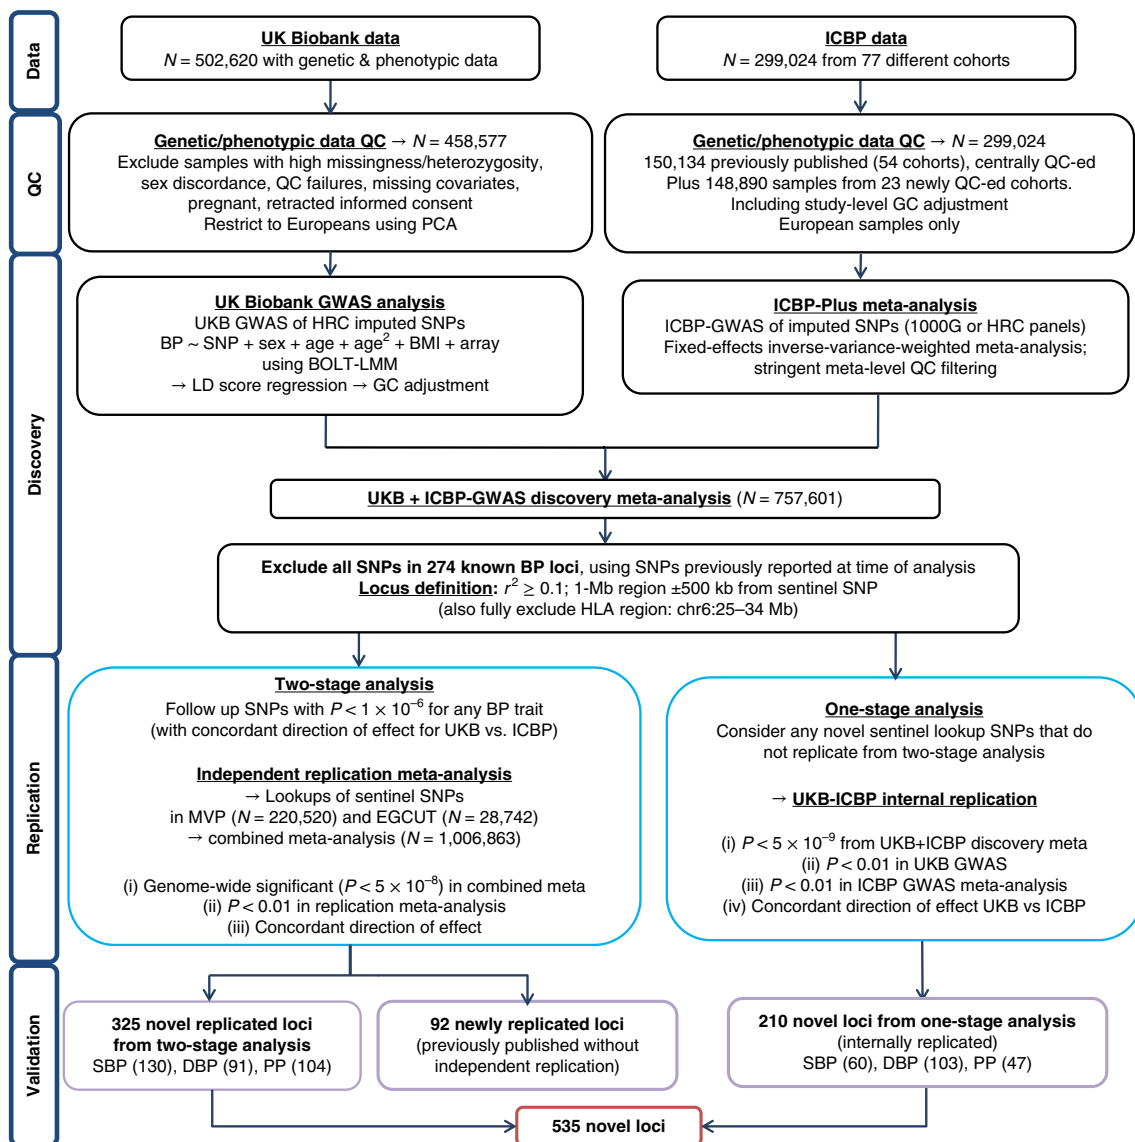 Data
UK Biobank data
N = 502,620 with genetic & phenotypic data
ICBP data
N = 299,024 from 77 different cohorts
QC
Genetic/phenotypic data QC → N = 458,577
Exclude samples with high missingness/heterozygosity,
sex discordance, QC failures, missing covariates,
pregnant, retracted informed consent
Restrict to Europeans using PCA
Genetic/phenotypic data QC → N = 299,024
150,134 previously published (54 cohorts), centrally QC-ed
Plus 148,890 samples from 23 newly QC-ed cohorts.
Including study-level GC adjustment
European samples only
Discovery
UK Biobank GWAS analysis
UKB GWAS of HRC imputed SNPs
BP ~ SNP + sex + age + age² + BMI + array
using BOLT-LMM
→ LD score regression → GC adjustment
ICBP-Plus meta-analysis
ICBP-GWAS of imputed SNPs (1000G or HRC panels)
Fixed-effects inverse-variance-weighted meta-analysis;
stringent meta-level QC filtering
UKB + ICBP-GWAS discovery meta-analysis (N = 757,601)
Exclude all SNPs in 274 known BP loci, using SNPs previously reported at time of analysis
Locus definition: r² ≥ 0.1; 1-Mb region ±500 kb from sentinel SNP
(also fully exclude HLA region: chr6:25–34 Mb)
Replication
Two-stage analysis
Follow up SNPs with P < 1 × 10⁻⁶ for any BP trait
(with concordant direction of effect for UKB vs. ICBP)
Independent replication meta-analysis
→ Lookups of sentinel SNPs
in MVP (N = 220,520) and EGCUT (N = 28,742)
→ combined meta-analysis (N = 1,006,863)
(i) Genome-wide significant (P < 5 × 10⁻⁸) in combined meta
(ii) P < 0.01 in replication meta-analysis
(iii) Concordant direction of effect
One-stage analysis
Consider any novel sentinel lookup SNPs that do
not replicate from two-stage analysis
→ UKB-ICBP internal replication
(i) P < 5 × 10⁻⁹ from UKB+ICBP discovery meta
(ii) P < 0.01 in UKB GWAS
(iii) P < 0.01 in ICBP GWAS meta-analysis
(iv) Concordant direction of effect UKB vs ICBP
Validation
325 novel replicated loci
from two-stage analysis
SBP (130), DBP (91), PP (104)
92 newly replicated loci
(previously published without
independent replication)
210 novel loci from one-stage analysis
(internally replicated)
SBP (60), DBP (103), PP (47)
535 novel loci